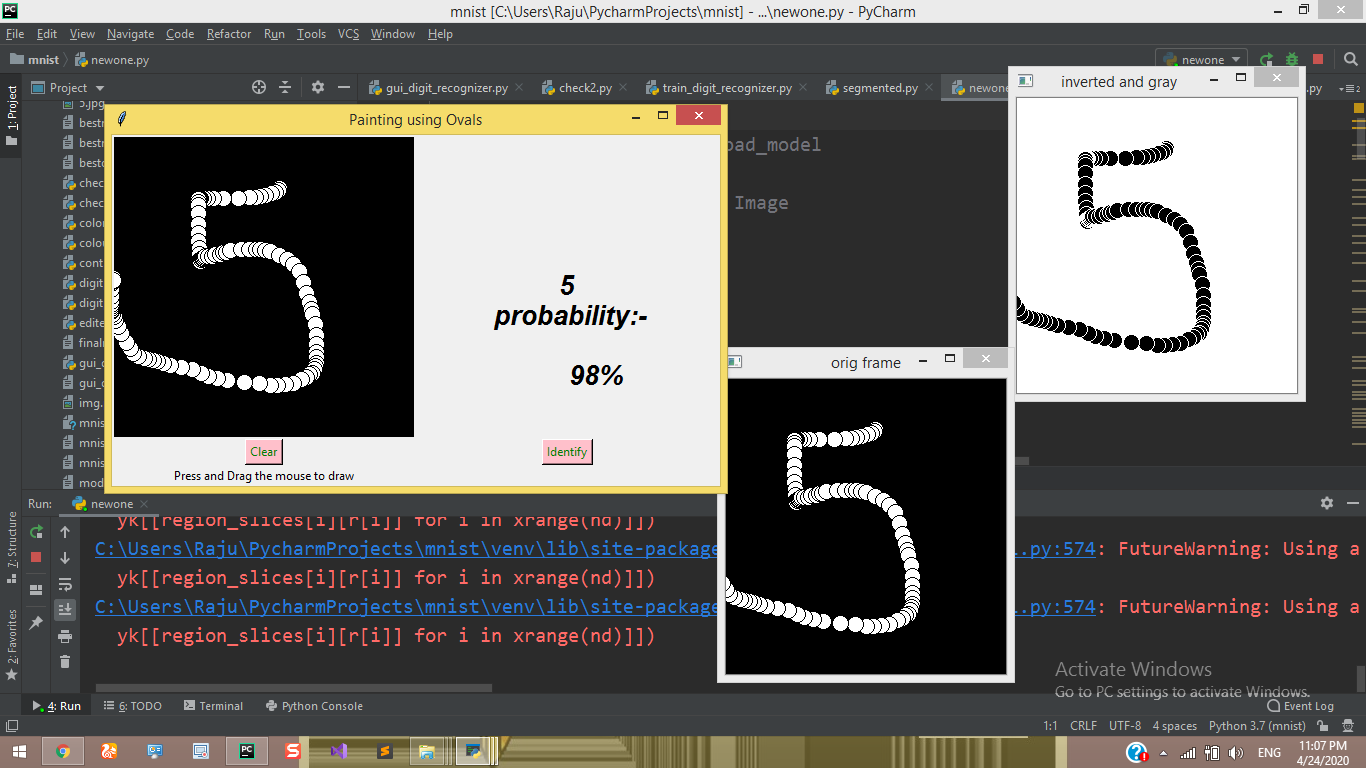 mnist [C:\Users\Raju\PycharmProjects\mnist] - ...\newone.py - PyCharm
File Edit View Navigate Code Refactor Run Tools VCS Window Help
mnist newone.py newone
Project gui_digit_recognizer.py check2.py train_digit_recognizer.py segmented.py newone .py
1: Project
5.jpg
bestr
bestr
besto
chec
chec
colou
colou
cont
digit
digit
edite
finalr
gui_c
gui_c
img.
mnis
mnis
mnis
mod
oad_model
Image
Painting using Ovals
5
probability:-
98%
Clear
Identify
Press and Drag the mouse to draw
inverted and gray
orig frame
Run: newone
yk[[region_slices[i][r[i]] for i in xrange(nd)]])
C:\Users\Raju\PycharmProjects\mnist\venv\lib\site-package .py:574: FutureWarning: Using a
yk[[region_slices[i][r[i]] for i in xrange(nd)]])
C:\Users\Raju\PycharmProjects\mnist\venv\lib\site-package .py:574: FutureWarning: Using a
yk[[region_slices[i][r[i]] for i in xrange(nd)]])
7: Structure
2: Favorites
Activate Windows
Go to PC settings to activate Windows.
4: Run 6: TODO Terminal Python Console Event Log
1:1 CRLF UTF-8 4 spaces Python 3.7 (mnist)
ENG
11:07 PM
4/24/2020